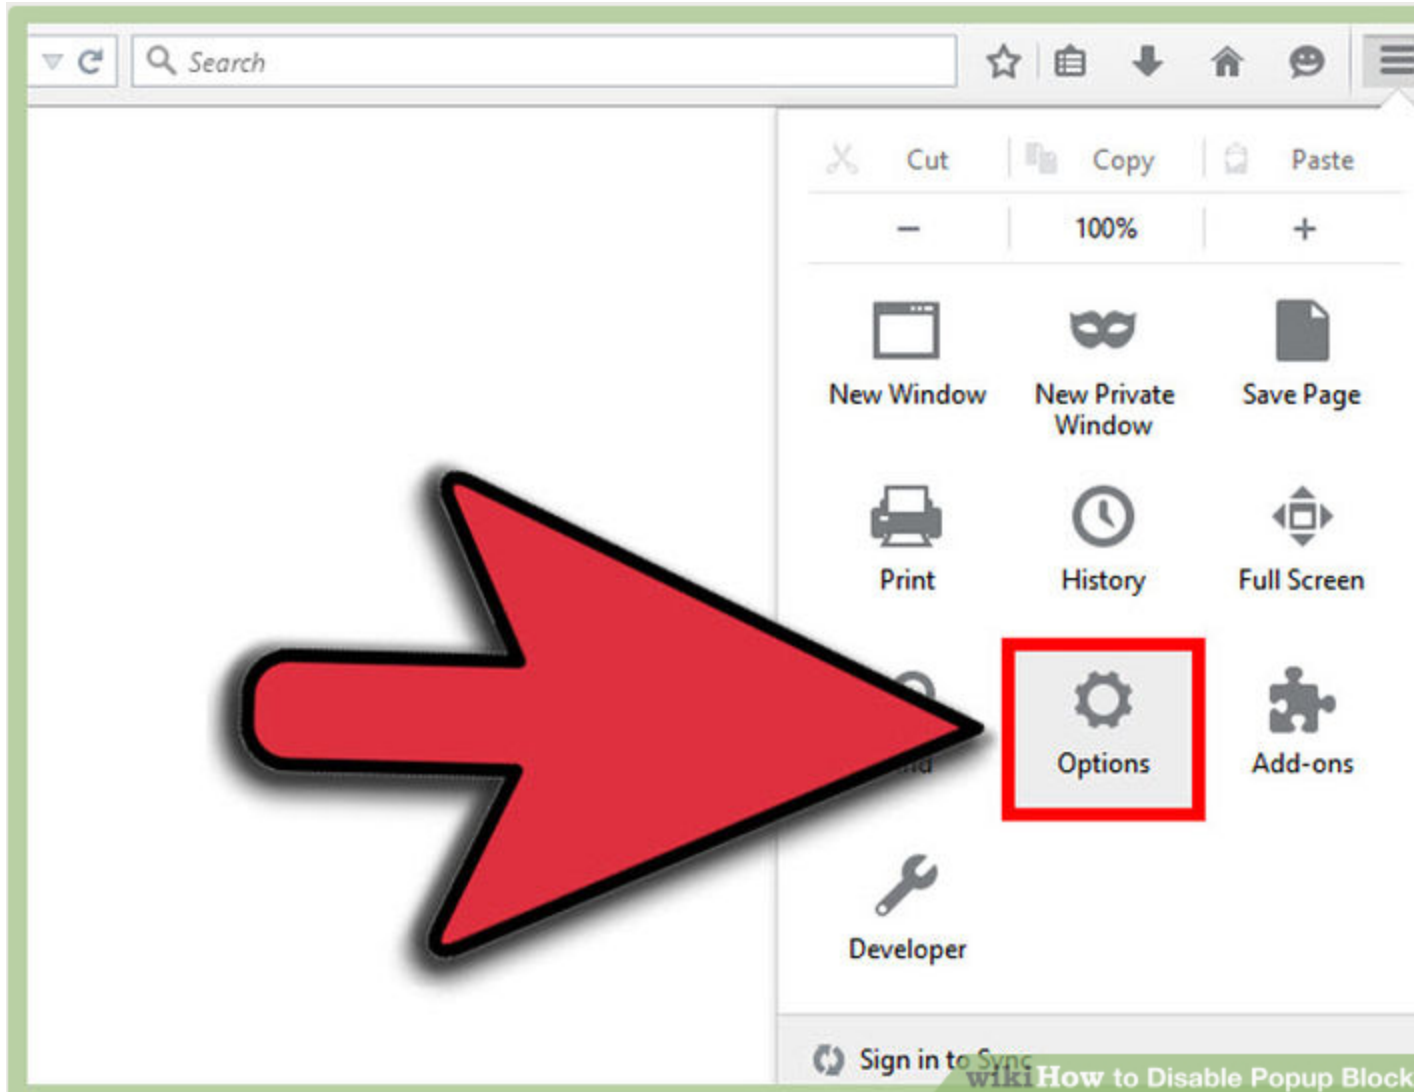 Search
Cut Copy Paste
− 100% +
New Window New Private Window Save Page
Print History Full Screen
Options Add-ons
Developer
Sign in to Sync
wikiHow to Disable Popup Block